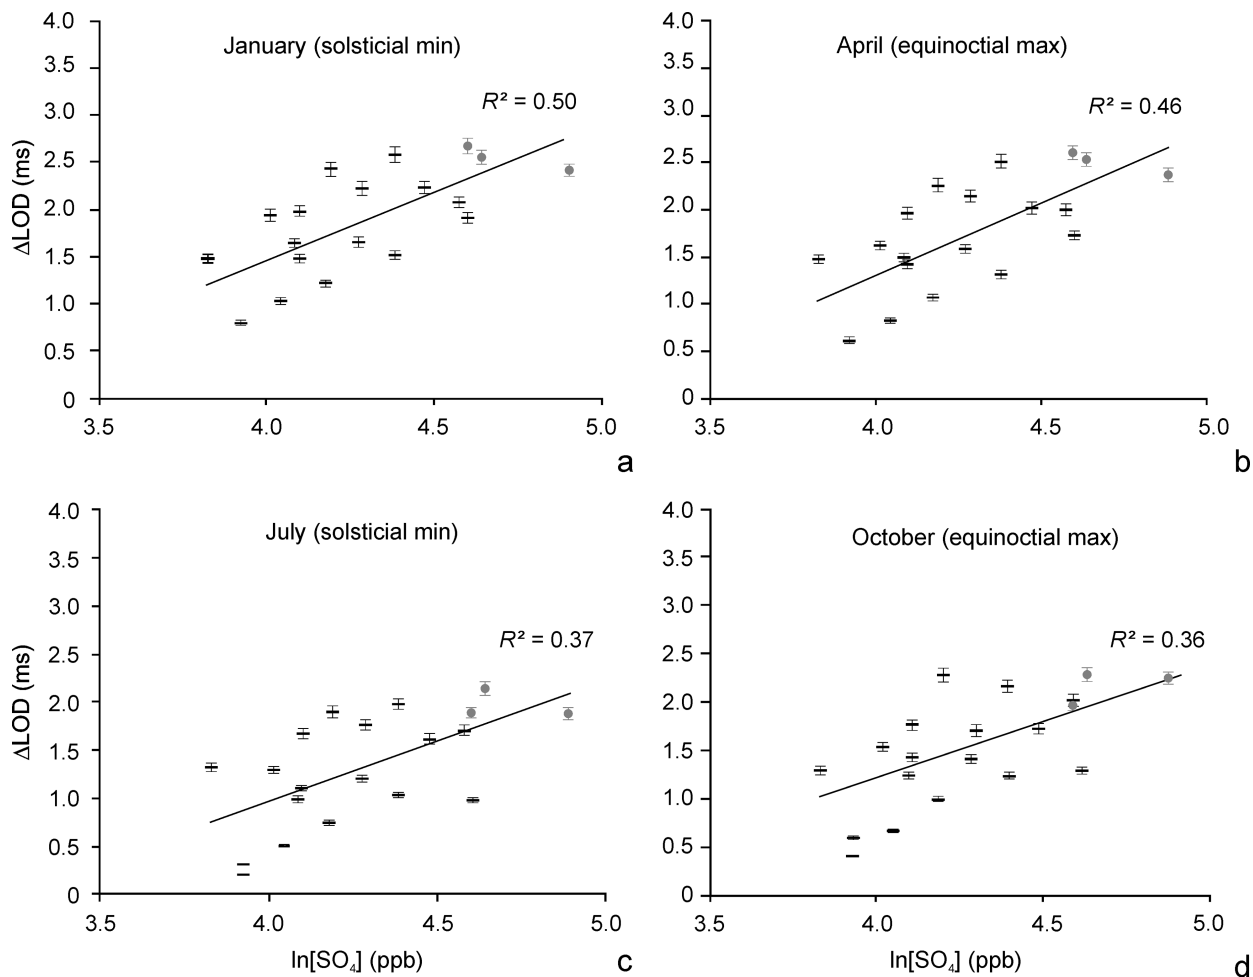 4.0
January (solsticial min)
3.5
R² = 0.50
3.0
2.5
2.0
1.5
1.0
0.5
0
ΔLOD (ms)
3.5 4.0 4.5 5.0
a
4.0
April (equinoctial max)
3.5
R² = 0.46
3.0
2.5
2.0
1.5
1.0
0.5
0
3.5 4.0 4.5 5.0
b
4.0
July (solsticial min)
3.5
3.0
R² = 0.37
2.5
2.0
1.5
1.0
0.5
0
ΔLOD (ms)
3.5 4.0 4.5 5.0
ln[SO₄] (ppb)
c
4.0
October (equinoctial max)
3.5
3.0
R² = 0.36
2.5
2.0
1.5
1.0
0.5
0
3.5 4.0 4.5 5.0
ln[SO₄] (ppb)
d